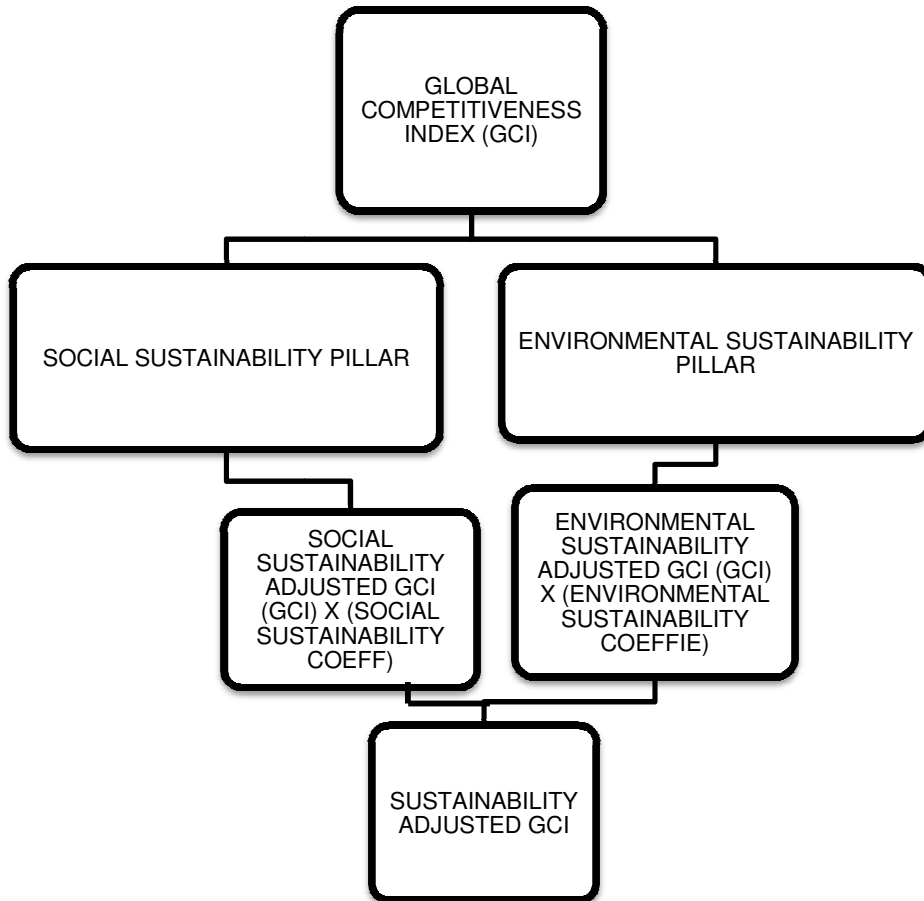 GLOBAL
COMPETITIVENESS
INDEX (GCI)
SOCIAL SUSTAINABILITY PILLAR
ENVIRONMENTAL SUSTAINABILITY
PILLAR
SOCIAL
SUSTAINABILITY
ADJUSTED GCI
(GCI) X (SOCIAL
SUSTAINABILITY
COEFF)
ENVIRONMENTAL
SUSTAINABILITY
ADJUSTED GCI (GCI)
X (ENVIRONMENTAL
SUSTAINABILITY
COEFFIE)
SUSTAINABILITY
ADJUSTED GCI